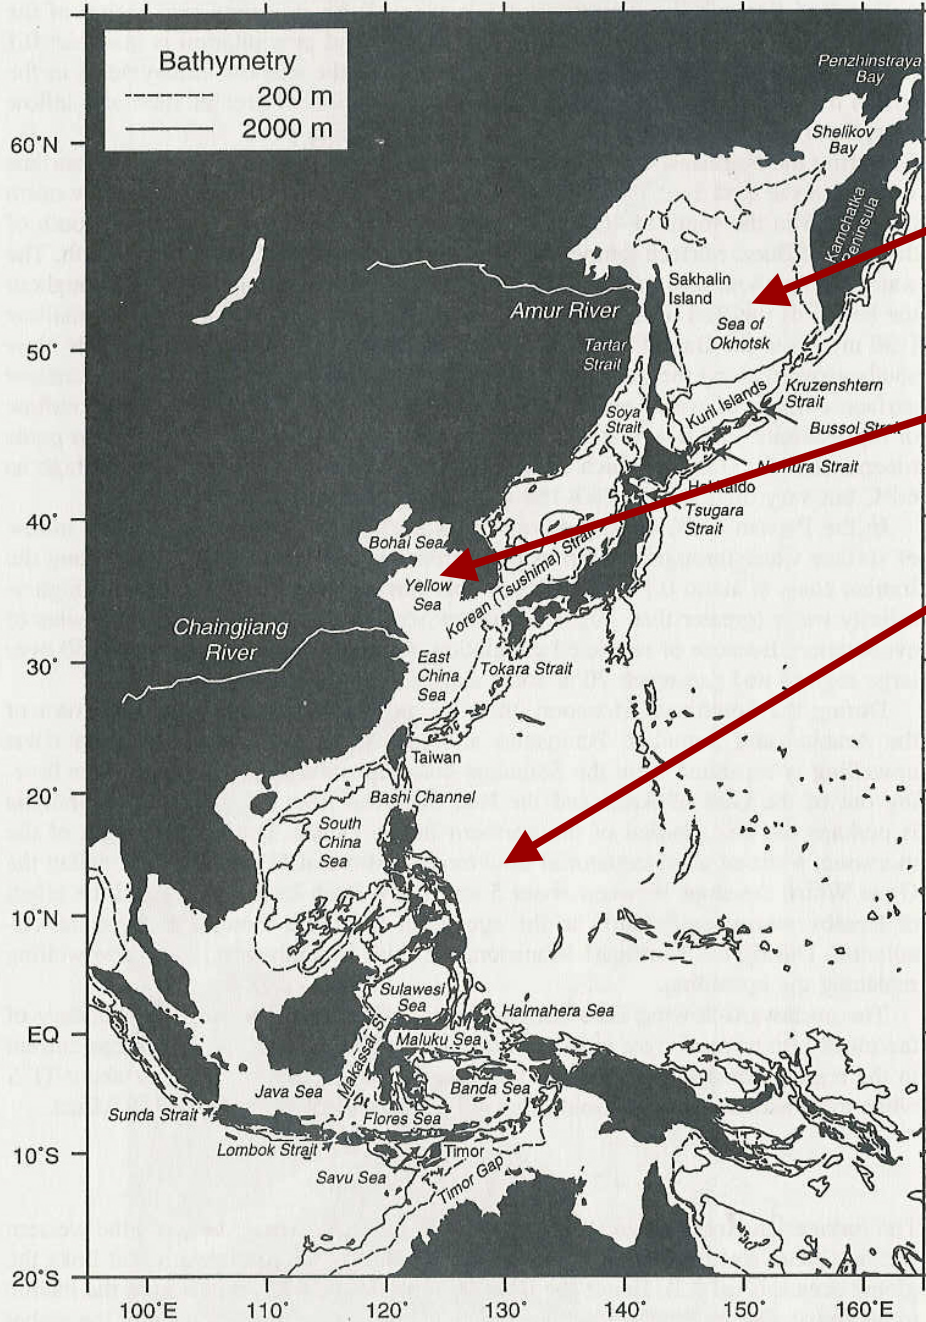 Bathymetry
200 m
2000 m
Penzhinstraya
Bay
60°N
Shelikov
Bay
Kamchatka
Peninsula
Sakhalin
Island
Amur River
Sea of
Okhotsk
Tartar
Strait
50°
Kuril Islands
Kruzenshtern
Strait
Soya
Strait
Bussol Strait
Nemura Strait
Hokkaido
Tsugara
Strait
40°
Bohai Sea
Yellow
Sea
Korean (Tsushima) Strait
Chaingjiang
River
30°
East
China
Sea
Tokara Strait
Taiwan
20°
Bashi Channel
South
China
Sea
10°N
Sulawesi
Sea
Halmahera Sea
EQ
Maluku Sea
Makassar S
Java Sea
Banda Sea
Sunda Strait
Flores Sea
Lombok Strait
Timor
10°S
Savu Sea
Timor Gap
20°S
100°E
110°
120°
130°
140°
150°
160°E